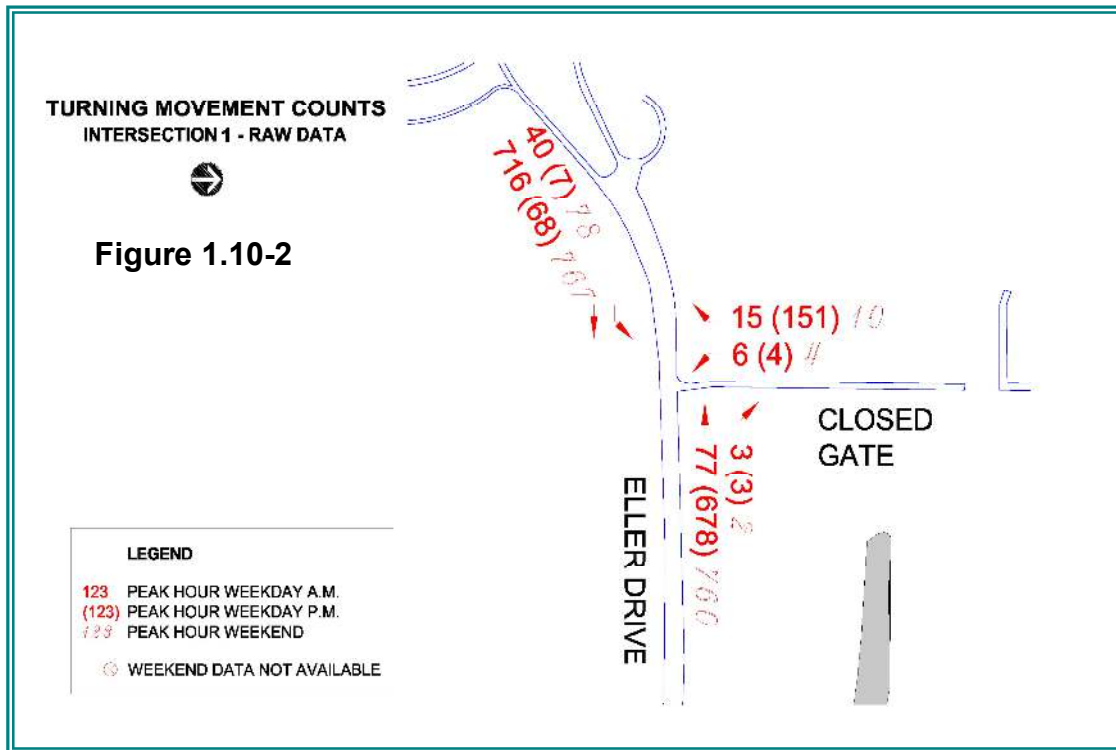 TURNING MOVEMENT COUNTS
INTERSECTION 1 - RAW DATA
Figure 1.10-2
40 (7) 78
716 (68) 767
15 (151) 10
6 (4) 4
CLOSED
GATE
3 (3) 2
77 (678)
ELLER DRIVE
LEGEND
123 PEAK HOUR WEEKDAY A.M.
(123) PEAK HOUR WEEKDAY P.M.
123 PEAK HOUR WEEKEND
WEEKEND DATA NOT AVAILABLE